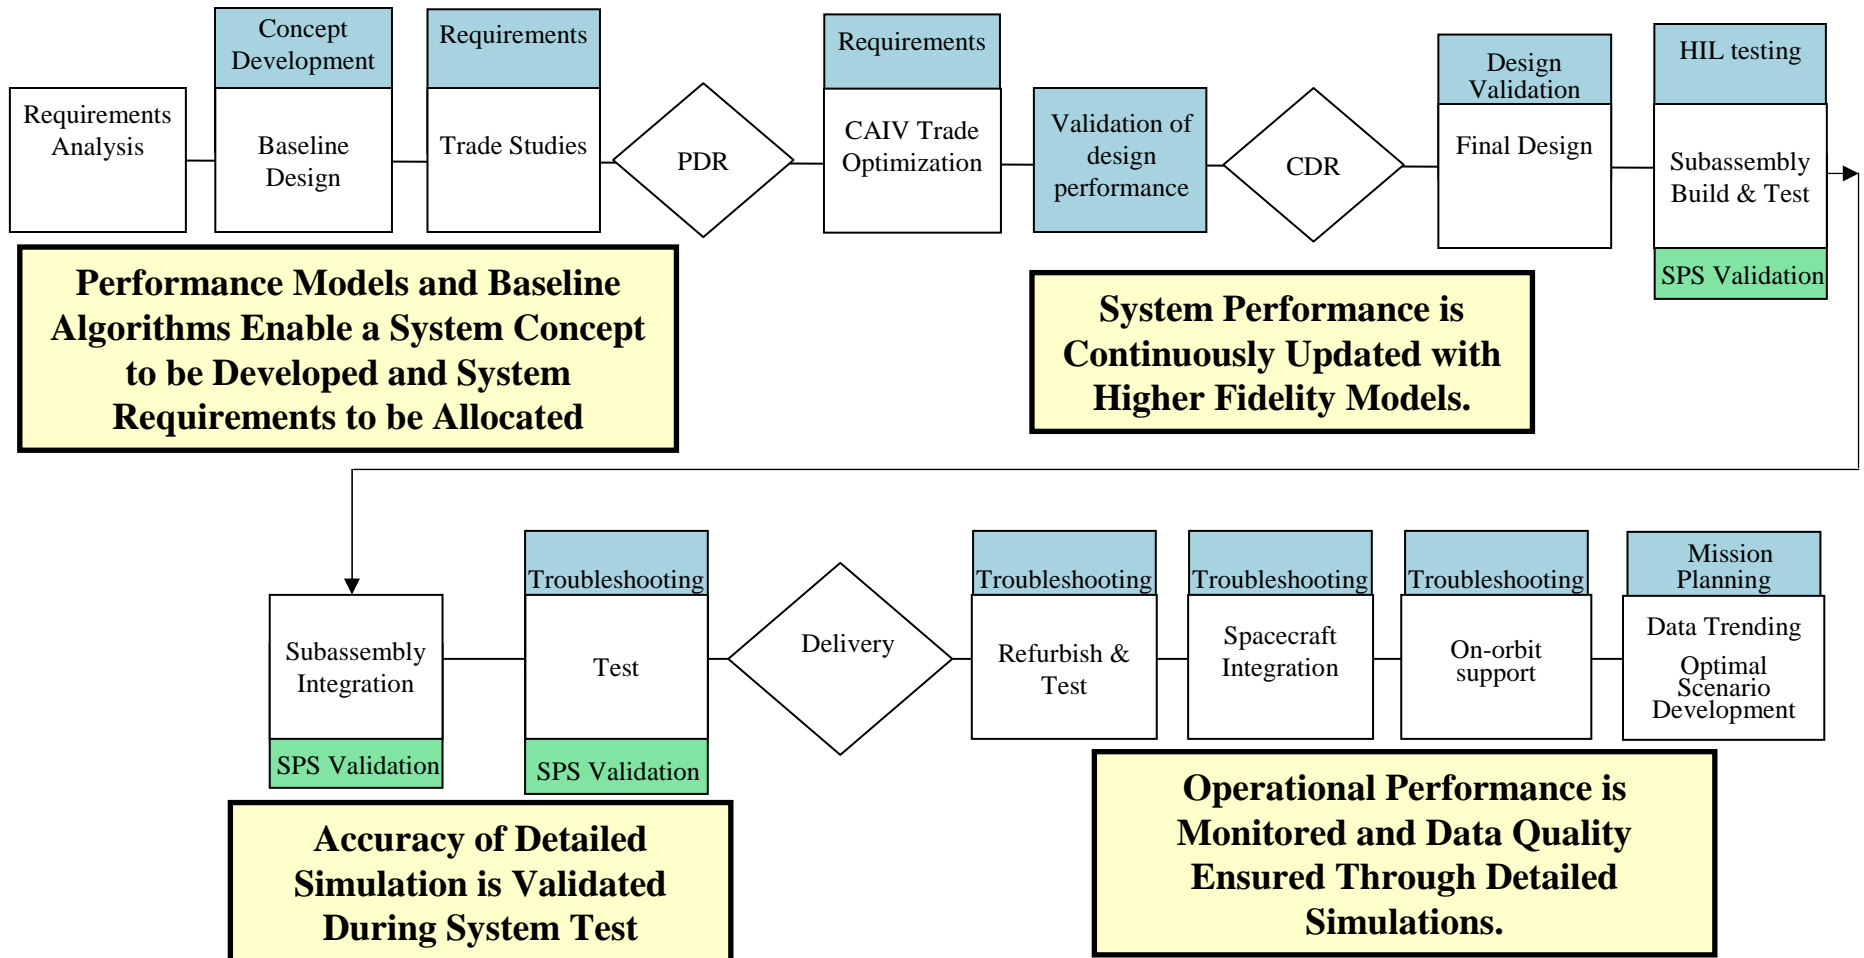 Requirements
Analysis
Concept
Development
Baseline
Design
Requirements
Trade Studies
PDR
Requirements
CAIV Trade
Optimization
Validation of
design
performance
CDR
Design
Validation
Final Design
HIL testing
Subassembly
Build & Test
SPS Validation
Performance Models and Baseline
Algorithms Enable a System Concept
to be Developed and System
Requirements to be Allocated
System Performance is
Continuously Updated with
Higher Fidelity Models.
Subassembly
Integration
SPS Validation
Troubleshooting
Test
SPS Validation
Delivery
Troubleshooting
Refurbish &
Test
Troubleshooting
Spacecraft
Integration
Troubleshooting
On-orbit
support
Mission
Planning
Data Trending
Optimal
Scenario
Development
Accuracy of Detailed
Simulation is Validated
During System Test
Operational Performance is
Monitored and Data Quality
Ensured Through Detailed
Simulations.